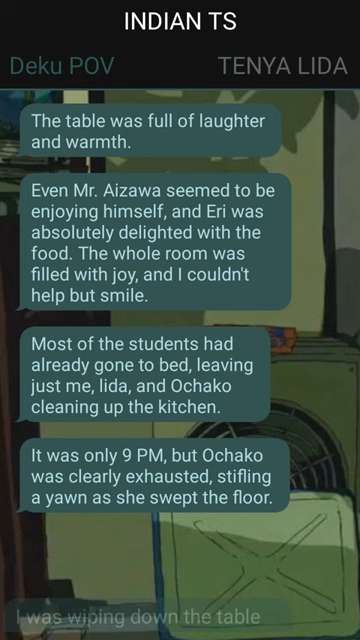 INDIAN TS
Deku POV
TENYA LIDA
The table was full of laughter
and warmth.
Even Mr. Aizawa seemed to be
enjoying himself, and Eri was
absolutely delighted with the
food. The whole room was
filled with joy, and I couldn't
help but smile.
Most of the students had
already gone to bed, leaving
just me, Iida, and Ochako
cleaning up the kitchen.
It was only 9 PM, but Ochako
was clearly exhausted, stifling
a yawn as she swept the floor.
I was wiping down the table